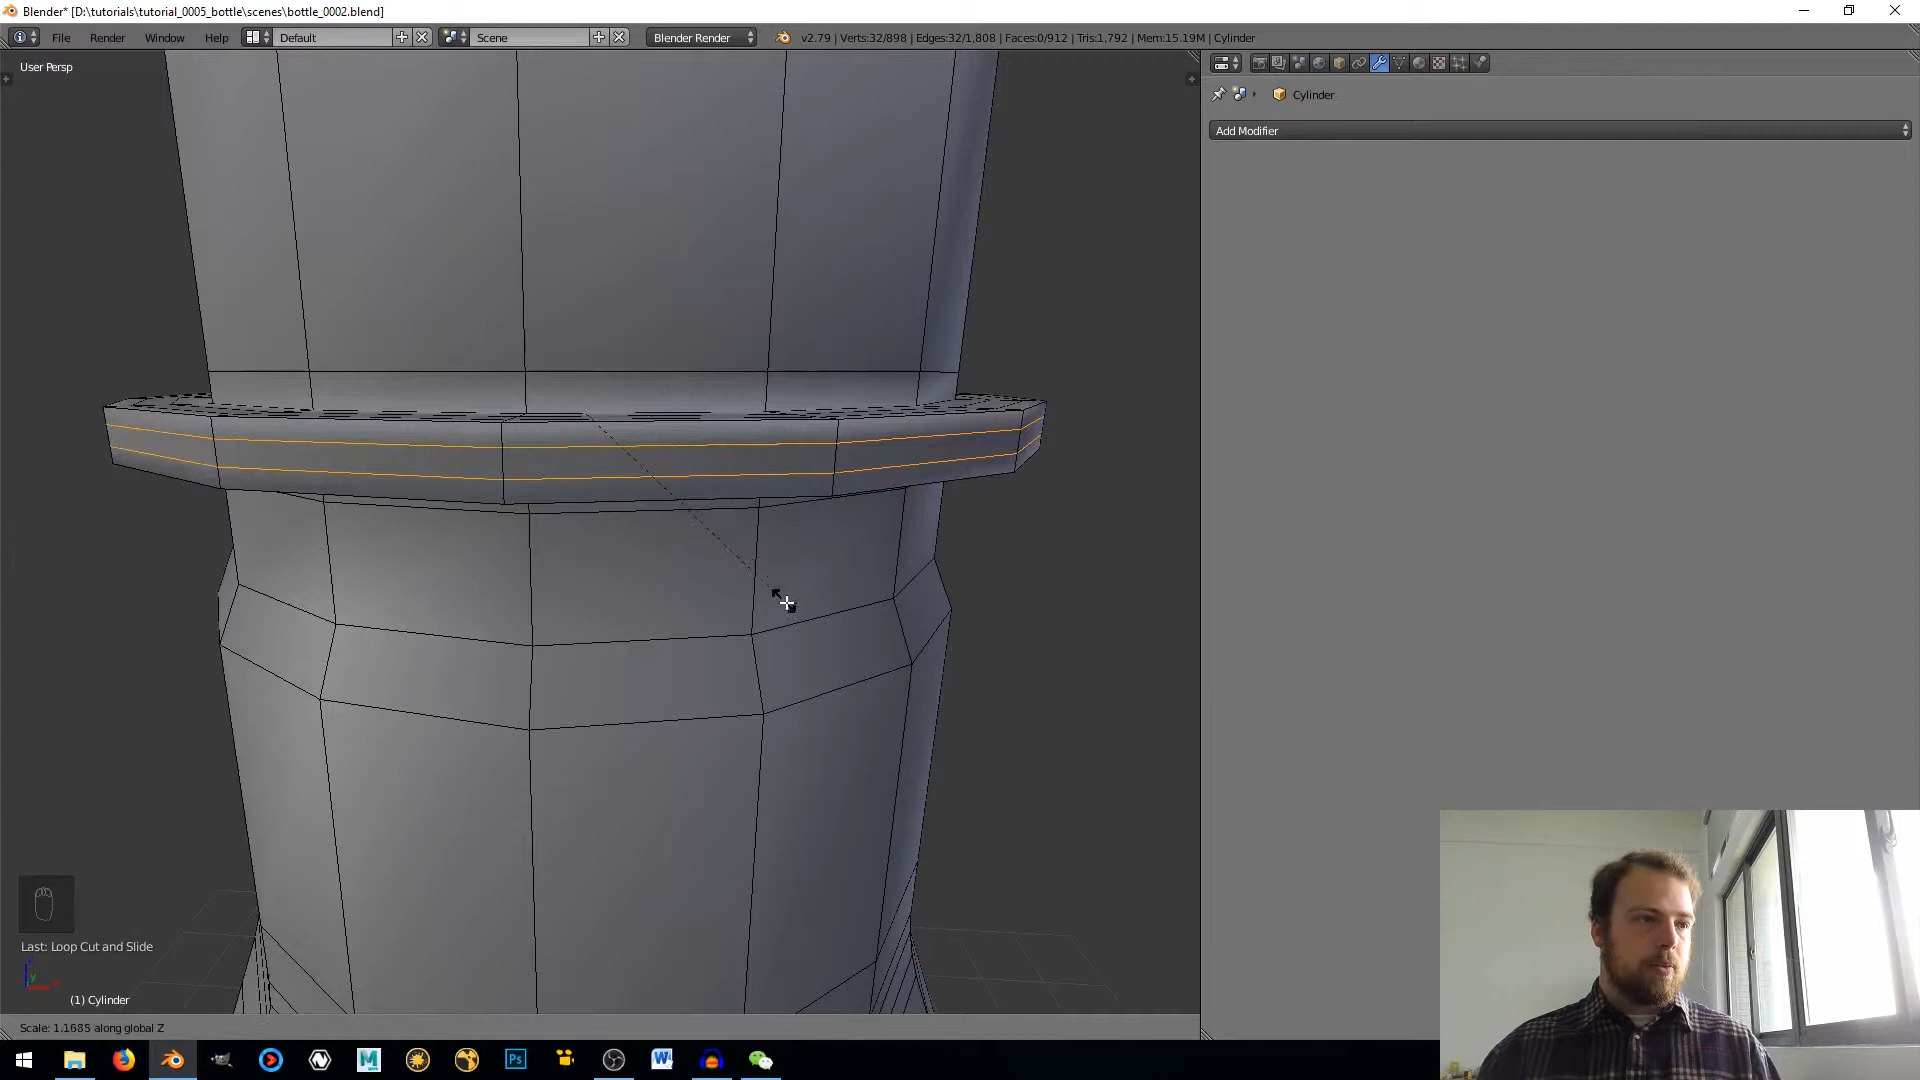 Blender* [D:\tutorials\tutorial_0005_bottle\scenes\bottle_0002.blend]
File Render Window Help Default Scene Blender Render v2.79 | Verts:32/898 | Edges:32/1,808 | Faces:0/912 | Tris:1,792 | Mem:15.19M | Cylinder
User Persp
Cylinder
Add Modifier
Last: Loop Cut and Slide
(1) Cylinder
Scale: 1.1685 along global Z